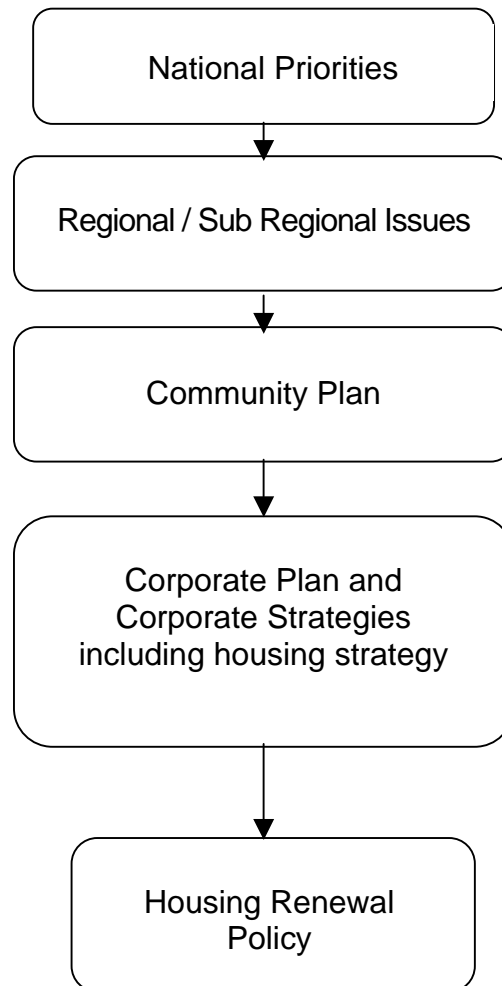 National Priorities
Regional / Sub Regional Issues
Community Plan
Corporate Plan and
Corporate Strategies
including housing strategy
Housing Renewal
Policy